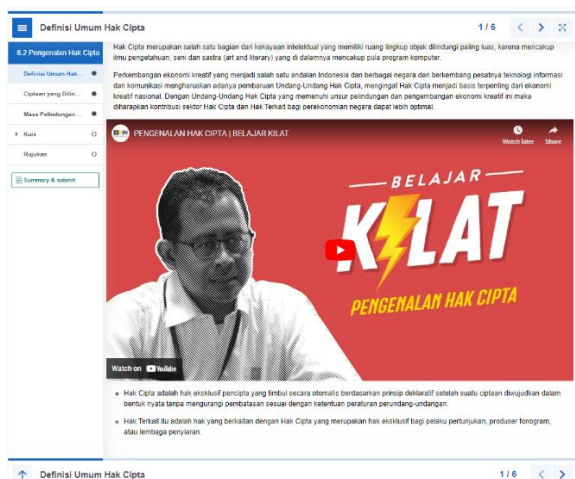 Definisi Umum Hak Cipta
1 / 6
6.2 Pengenalan Hak Cipta
Definisi Umum Hak...
Ciptaan yang Dilin...
Masa Pelindungan ...
Kuis
Rujukan
Summary & submit
Hak Cipta merupakan salah satu bagian dari kekayaan intelektual yang memiliki ruang lingkup objek dilindungi paling luas, karena mencakup
ilmu pengetahuan, seni dan sastra (art and literary) yang di dalamnya mencakup pula program komputer.
Perkembangan ekonomi kreatif yang menjadi salah satu andalan Indonesia dan berbagai negara dan berkembang pesatnya teknologi informasi
dan komunikasi mengharuskan adanya pembaruan Undang-Undang Hak Cipta, mengingat Hak Cipta menjadi basis terpenting dari ekonomi
kreatif nasional. Dengan Undang-Undang Hak Cipta yang memenuhi unsur pelindungan dan pengembangan ekonomi kreatif ini maka
diharapkan kontribusi sektor Hak Cipta dan Hak Terkait bagi perekonomian negara dapat lebih optimal.
PENGENALAN HAK CIPTA | BELAJAR KILAT
Watch later
Share
BELAJAR
KILAT
PENGENALAN HAK CIPTA
Watch on YouTube
Hak Cipta adalah hak eksklusif pencipta yang timbul secara otomatis berdasarkan prinsip deklaratif setelah suatu ciptaan diwujudkan dalam
bentuk nyata tanpa mengurangi pembatasan sesuai dengan ketentuan peraturan perundang-undangan.
Hak Terkait itu adalah hak yang berkaitan dengan Hak Cipta yang merupakan hak eksklusif bagi pelaku pertunjukan, produser fonogram,
atau lembaga penyiaran.
Definisi Umum Hak Cipta
1 / 6